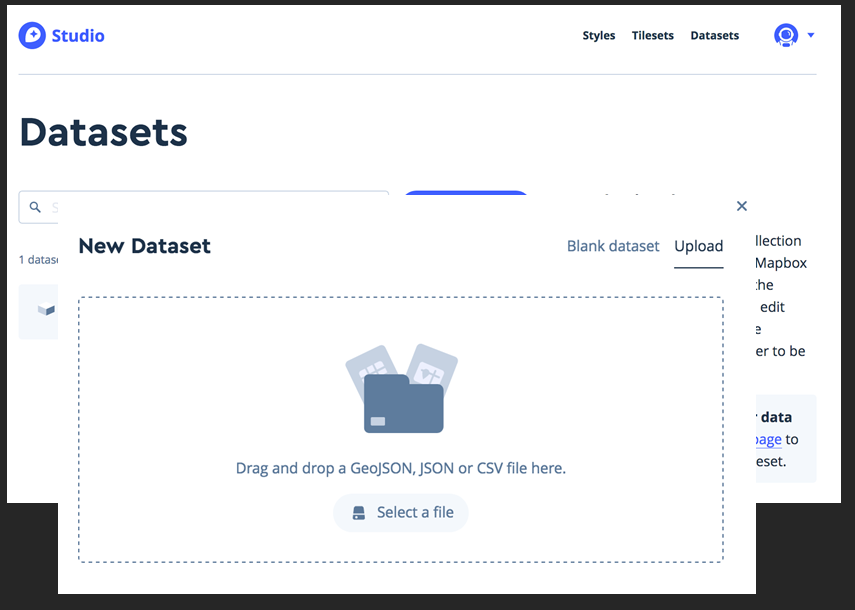 Studio
Styles Tilesets Datasets
Datasets
1 datase
New Dataset
Blank dataset Upload
llection
Mapbox
the
edit
er to be
data
page to
eset.
Drag and drop a GeoJSON, JSON or CSV file here.
Select a file